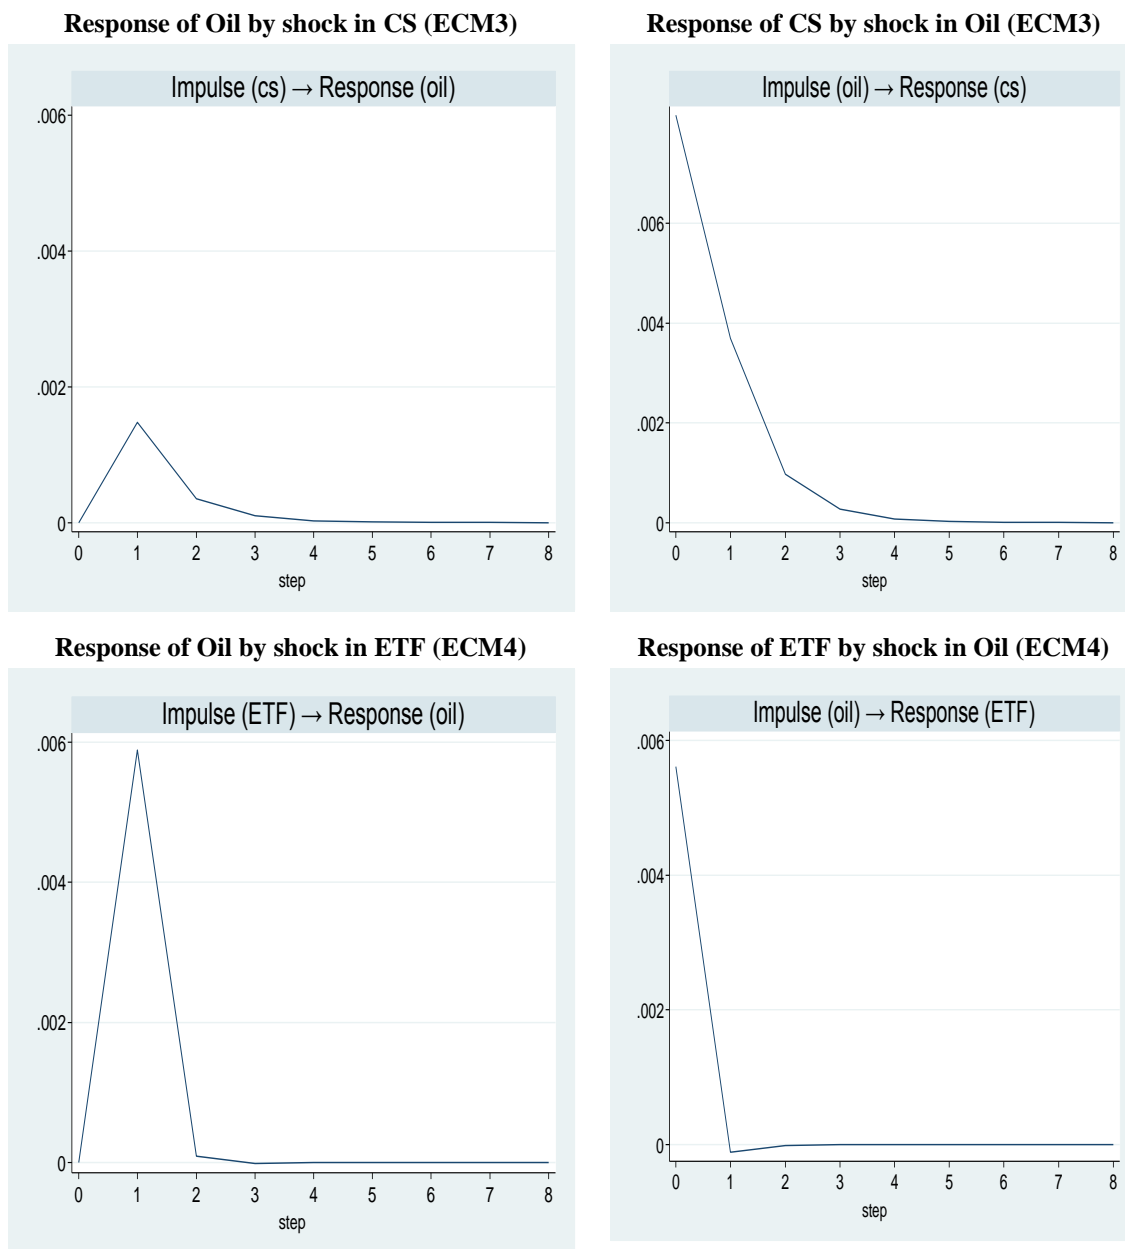 Response of Oil by shock in CS (ECM3)
Impulse (cs) → Response (oil)
.006
.004
.002
0
0 1 2 3 4 5 6 7 8
step
Response of CS by shock in Oil (ECM3)
Impulse (oil) → Response (cs)
.006
.004
.002
0
0 1 2 3 4 5 6 7 8
step
Response of Oil by shock in ETF (ECM4)
Impulse (ETF) → Response (oil)
.006
.004
.002
0
0 1 2 3 4 5 6 7 8
step
Response of ETF by shock in Oil (ECM4)
Impulse (oil) → Response (ETF)
.006
.004
.002
0
0 1 2 3 4 5 6 7 8
step